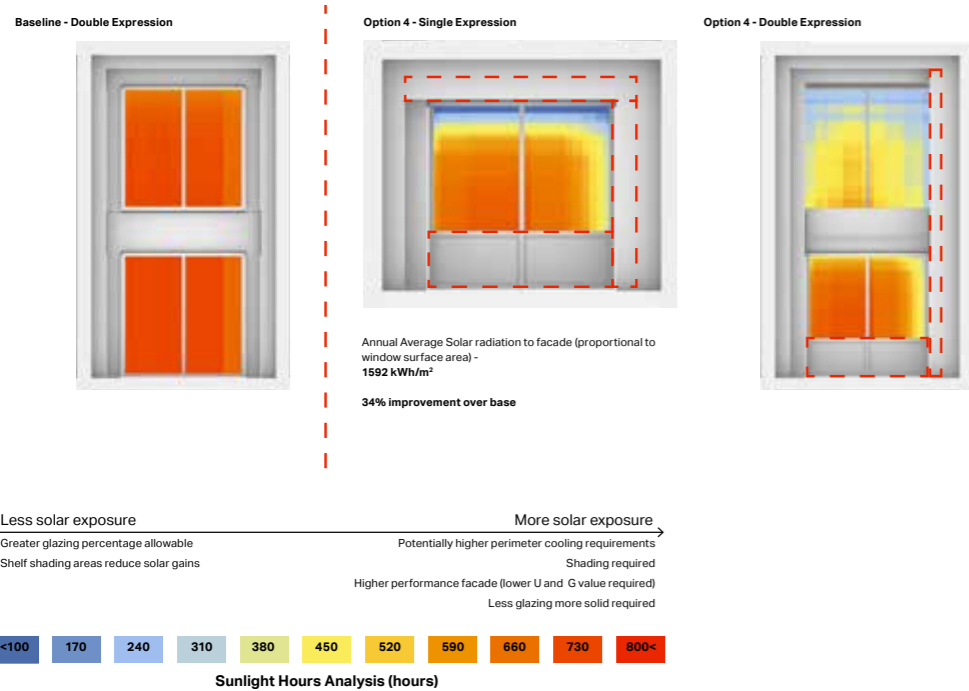 Baseline - Double Expression
Option 4 - Single Expression
Option 4 - Double Expression
Annual Average Solar radiation to facade (proportional to
window surface area) -
1592 kWh/m²
34% improvement over base
Less solar exposure
More solar exposure
Greater glazing percentage allowable
Potentially higher perimeter cooling requirements
Shelf shading areas reduce solar gains
Shading required
Higher performance facade (lower U and G value required)
Less glazing more solid required
<100 170 240 310 380 450 520 590 660 730 800<
Sunlight Hours Analysis (hours)